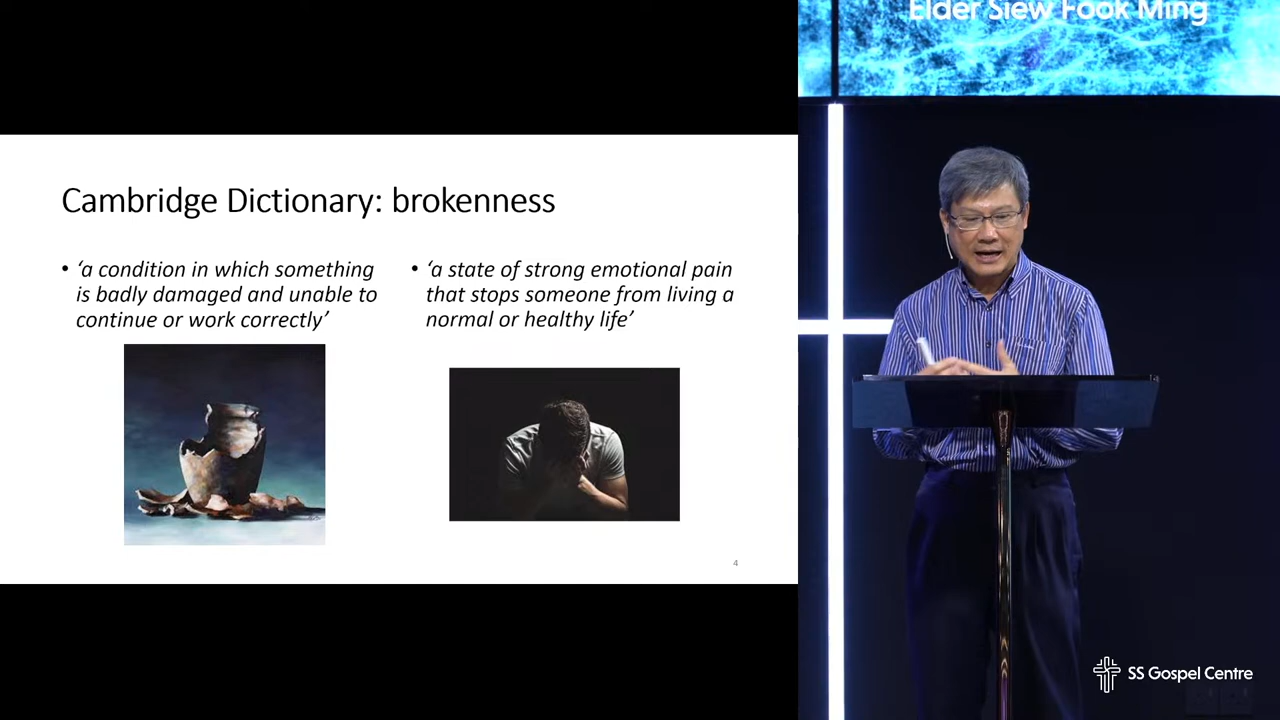 Cambridge Dictionary: brokenness
• ‘a condition in which something
is badly damaged and unable to
continue or work correctly’
• ‘a state of strong emotional pain
that stops someone from living a
normal or healthy life’
4
Elder Siew Fook Ming
SS Gospel Centre